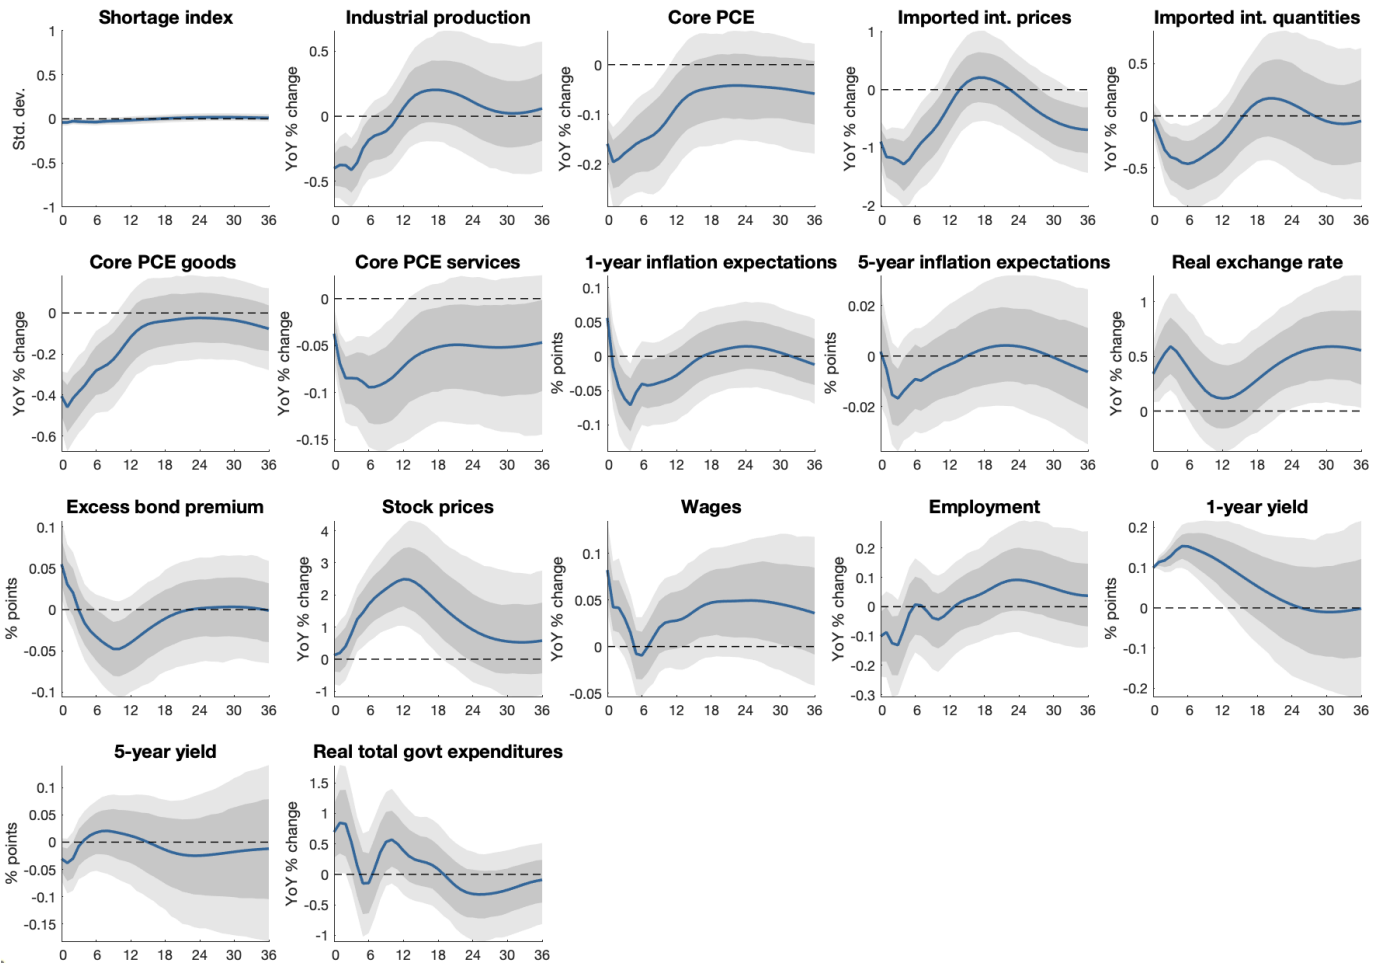 Shortage index
Std. dev.
1
0.5
0
-0.5
-1
0 6 12 18 24 30 36
Industrial production
YoY % change
0.5
0
-0.5
0 6 12 18 24 30 36
Core PCE
YoY % change
0
-0.1
-0.2
0 6 12 18 24 30 36
Imported int. prices
YoY % change
1
0
-1
-2
0 6 12 18 24 30 36
Imported int. quantities
YoY % change
0.5
0
-0.5
0 6 12 18 24 30 36
Core PCE goods
YoY % change
0
-0.2
-0.4
-0.6
0 6 12 18 24 30 36
Core PCE services
YoY % change
0
-0.05
-0.1
-0.15
0 6 12 18 24 30 36
1-year inflation expectations
% points
0.1
0.05
0
-0.05
-0.1
0 6 12 18 24 30 36
5-year inflation expectations
% points
0.02
0
-0.02
0 6 12 18 24 30 36
Real exchange rate
YoY % change
1
0.5
0
0 6 12 18 24 30 36
Excess bond premium
% points
0.1
0.05
0
-0.05
-0.1
0 6 12 18 24 30 36
Stock prices
YoY % change
4
3
2
1
0
-1
0 6 12 18 24 30 36
Wages
YoY % change
0.1
0.05
0
-0.05
0 6 12 18 24 30 36
Employment
YoY % change
0.2
0.1
0
-0.1
-0.2
-0.3
0 6 12 18 24 30 36
1-year yield
% points
0.2
0.1
0
-0.1
-0.2
0 6 12 18 24 30 36
5-year yield
% points
0.1
0.05
0
-0.05
-0.1
-0.15
0 6 12 18 24 30 36
Real total govt expenditures
YoY % change
1.5
1
0.5
0
-0.5
-1
0 6 12 18 24 30 36